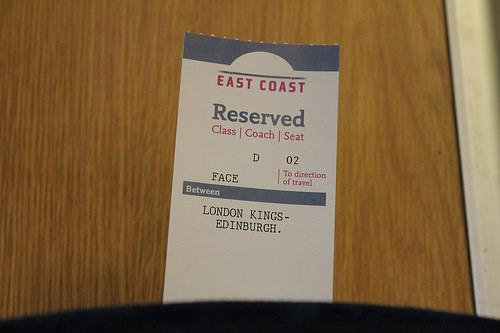 EAST COAST
Reserved
Class | Coach | Seat
D 02
FACE To direction
of travel
Between
LONDON KINGS-
EDINBURGH.